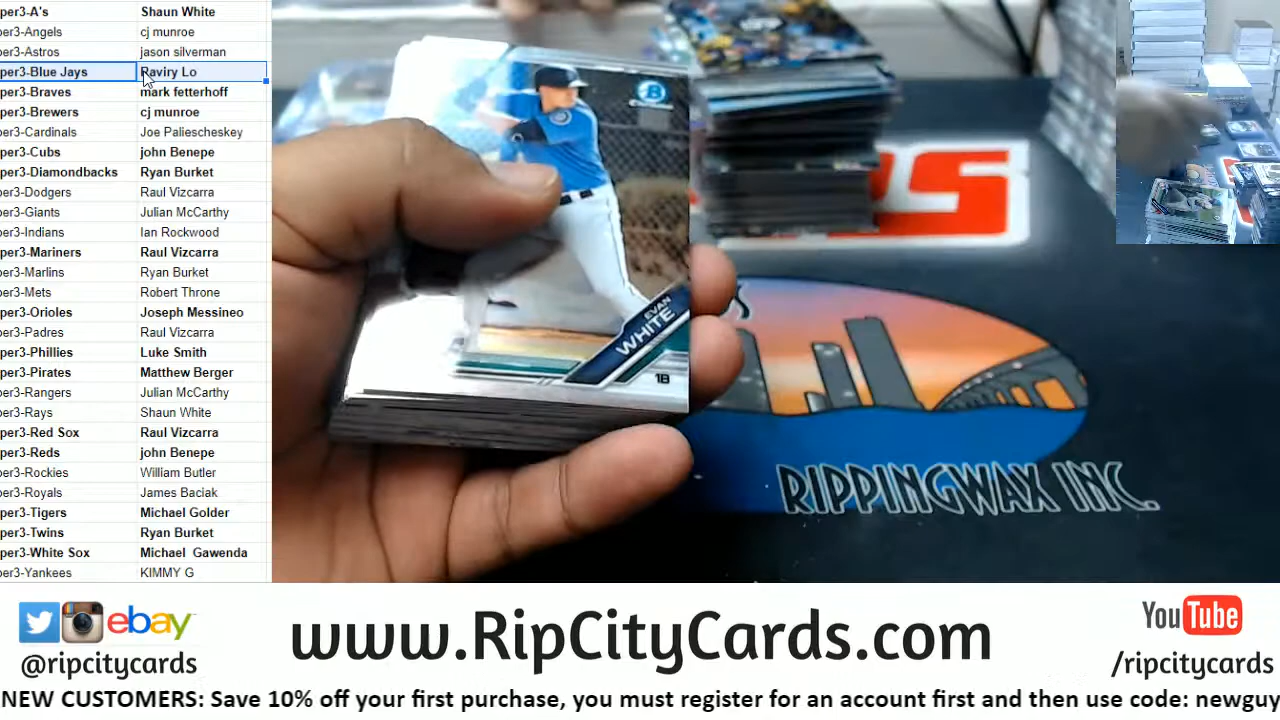 per3-A's Shaun White
per3-Angels cj munroe
per3-Astros jason silverman
per3-Blue Jays Raviry Lo
per3-Braves mark fetterhoff
per3-Brewers cj munroe
per3-Cardinals Joe Paliescheskey
per3-Cubs john Benepe
per3-Diamondbacks Ryan Burket
per3-Dodgers Raul Vizcarra
per3-Giants Julian McCarthy
per3-Indians Ian Rockwood
per3-Mariners Raul Vizcarra
per3-Marlins Ryan Burket
per3-Mets Robert Throne
per3-Orioles Joseph Messineo
per3-Padres Raul Vizcarra
per3-Phillies Luke Smith
per3-Pirates Matthew Berger
per3-Rangers Julian McCarthy
per3-Rays Shaun White
per3-Red Sox Raul Vizcarra
per3-Reds john Benepe
per3-Rockies William Butler
per3-Royals James Baciak
per3-Tigers Michael Golder
per3-Twins Ryan Burket
per3-White Sox Michael Gawenda
per3-Yankees KIMMY G
B
EVAN
WHITE
1B
RIPPINGWAX INC.
ebay
@ripcitycards
www.RipCityCards.com
YouTube
/ripcitycards
NEW CUSTOMERS: Save 10% off your first purchase, you must register for an account first and then use code: newguy